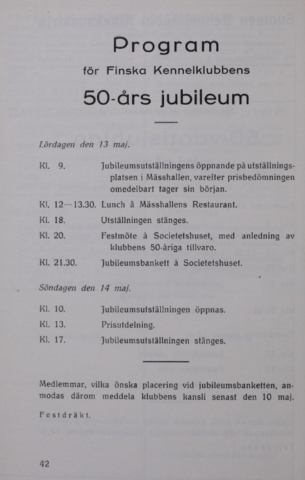 Program
för Finska Kennelklubbens
50-års jubileum
Lördagen den 13 maj.
Kl. 9. Jubileumsutställningens öppnande på utställnings-
platsen i Mässhallen, varefter prisbedömningen
omedelbart tager sin början.
Kl. 12—13.30. Lunch å Mässhallens Restaurant.
Kl. 18. Utställningen stänges.
Kl. 20. Festmöte å Societetshuset, med anledning av
klubbens 50-åriga tillvaro.
Kl. 21.30. Jubileumsbankett å Societetshuset.
Söndagen den 14 maj.
Kl. 10. Jubileumsutställningen öppnas.
Kl. 13. Prisutdelning.
Kl. 17. Jubileumsutställningen stänges.
Medlemmar, vilka önska placering vid jubileumsbanketten, an-
modas därom meddela klubbens kansli senast den 10 maj.
Festdräkt.
42